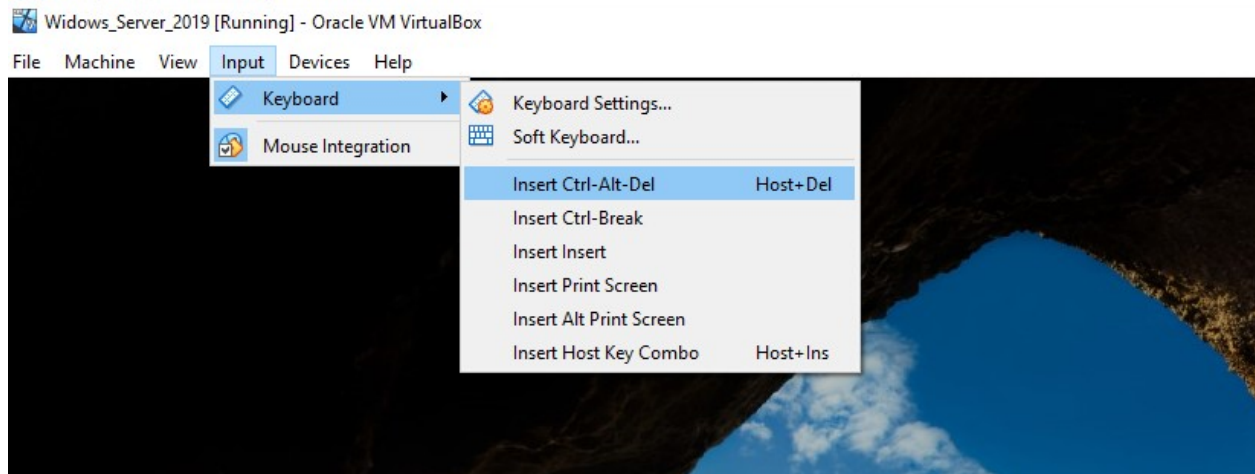 Widows_Server_2019 [Running] - Oracle VM VirtualBox
File Machine View Input Devices Help
Keyboard
Mouse Integration
Keyboard Settings...
Soft Keyboard...
Insert Ctrl-Alt-Del Host+Del
Insert Ctrl-Break
Insert Insert
Insert Print Screen
Insert Alt Print Screen
Insert Host Key Combo Host+Ins